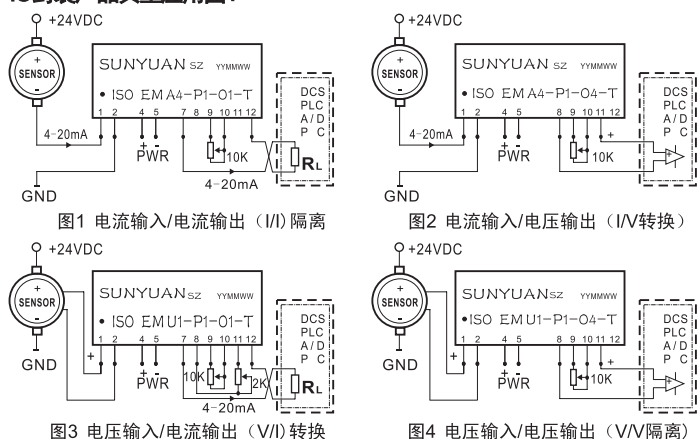 +24VDC
+
SENSOR
-
SUNYUAN SZ YYMMWW
ISO EM A4-P1-O1-T
1 2 4 5 7 8 9 10 11 12
4-20mA
+ -
PWR
10K
4-20mA
DCS
PLC
A/D
P C
RL
GND
图1 电流输入/电流输出（I/I)隔离
+24VDC
+
SENSOR
-
SUNYUAN SZ YYMMWW
ISO EM A4-P1-O4-T
1 2 4 5 8 9 10 11
4-20mA
+ -
PWR
10K
+
DCS
PLC
A/D
P C
+
GND
图2 电流输入/电压输出（I/V转换）
+24VDC
+
SENSOR
-
SUNYUAN SZ YYMMWW
ISO EM U1-P1-O1-T
1 2 4 5 7 8 9 10 11 12
+
+ -
PWR
10K
2K
4-20mA
DCS
PLC
A/D
P C
RL
GND
图3 电压输入/电流输出（V/I)转换
+24VDC
+
SENSOR
-
SUNYUAN SZ YYMMWW
ISO EM U1-P1-O4-T
1 2 4 5 8 9 10 11
+
+ -
PWR
10K
+
DCS
PLC
A/D
P C
+
GND
图4 电压输入/电压输出（V/V隔离)